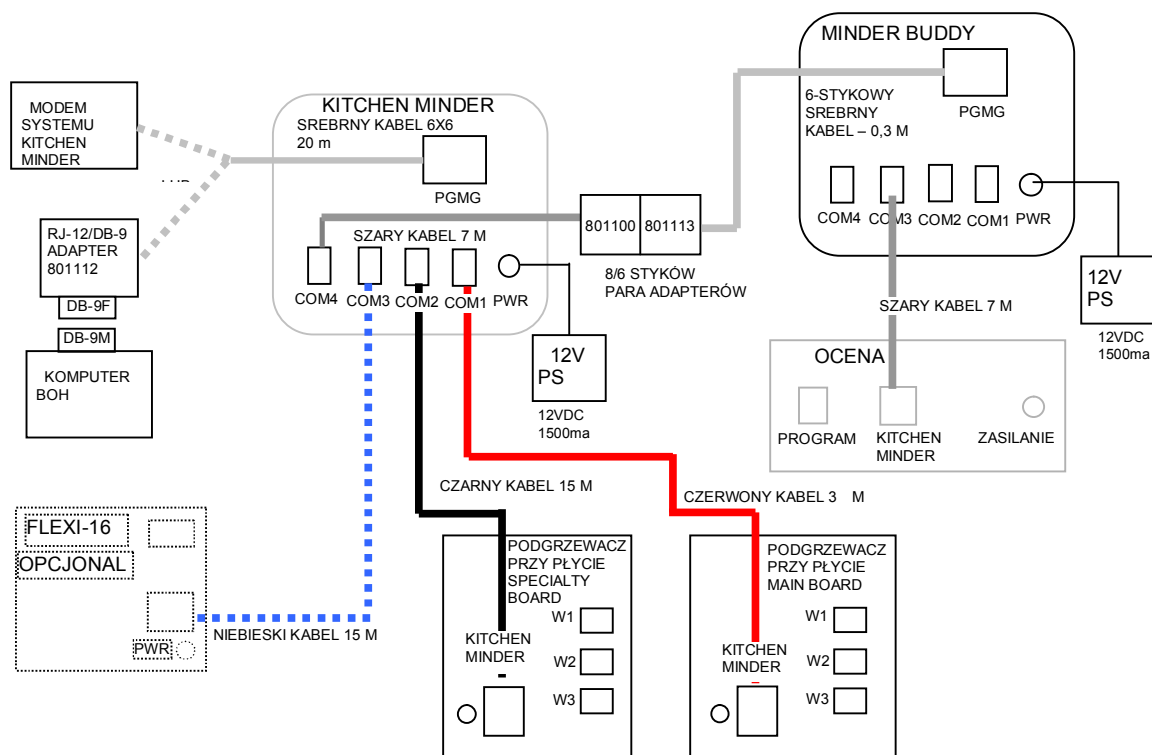 MINDER BUDDY
6-STYKOWY
SREBRNY
KABEL – 0,3 M
PGMG
COM4
COM3
COM2
COM1
PWR
12V
PS
12VDC
1500ma
MODEM
SYSTEMU
KITCHEN
MINDER
KITCHEN MINDER
SREBRNY KABEL 6X6
20 m
PGMG
SZARY KABEL 7 M
COM4
COM3
COM2
COM1
PWR
12V
PS
12VDC
1500ma
801100
801113
8/6 STYKÓW
PARA ADAPTERÓW
RJ-12/DB-9
ADAPTER
801112
DB-9F
DB-9M
KOMPUTER
BOH
SZARY KABEL 7 M
OCENA
PROGRAM
KITCHEN
MINDER
ZASILANIE
CZARNY KABEL 15 M
CZERWONY KABEL 3 M
FLEXI-16
OPCJONAL
PWR
NIEBIESKI KABEL 15 M
PODGRZEWACZ
PRZY PŁYCIE
SPECIALTY
BOARD
W1
KITCHEN
MINDER
W2
W3
PODGRZEWACZ
PRZY PŁYCIE
MAIN BOARD
W1
KITCHEN
MINDER
W2
W3